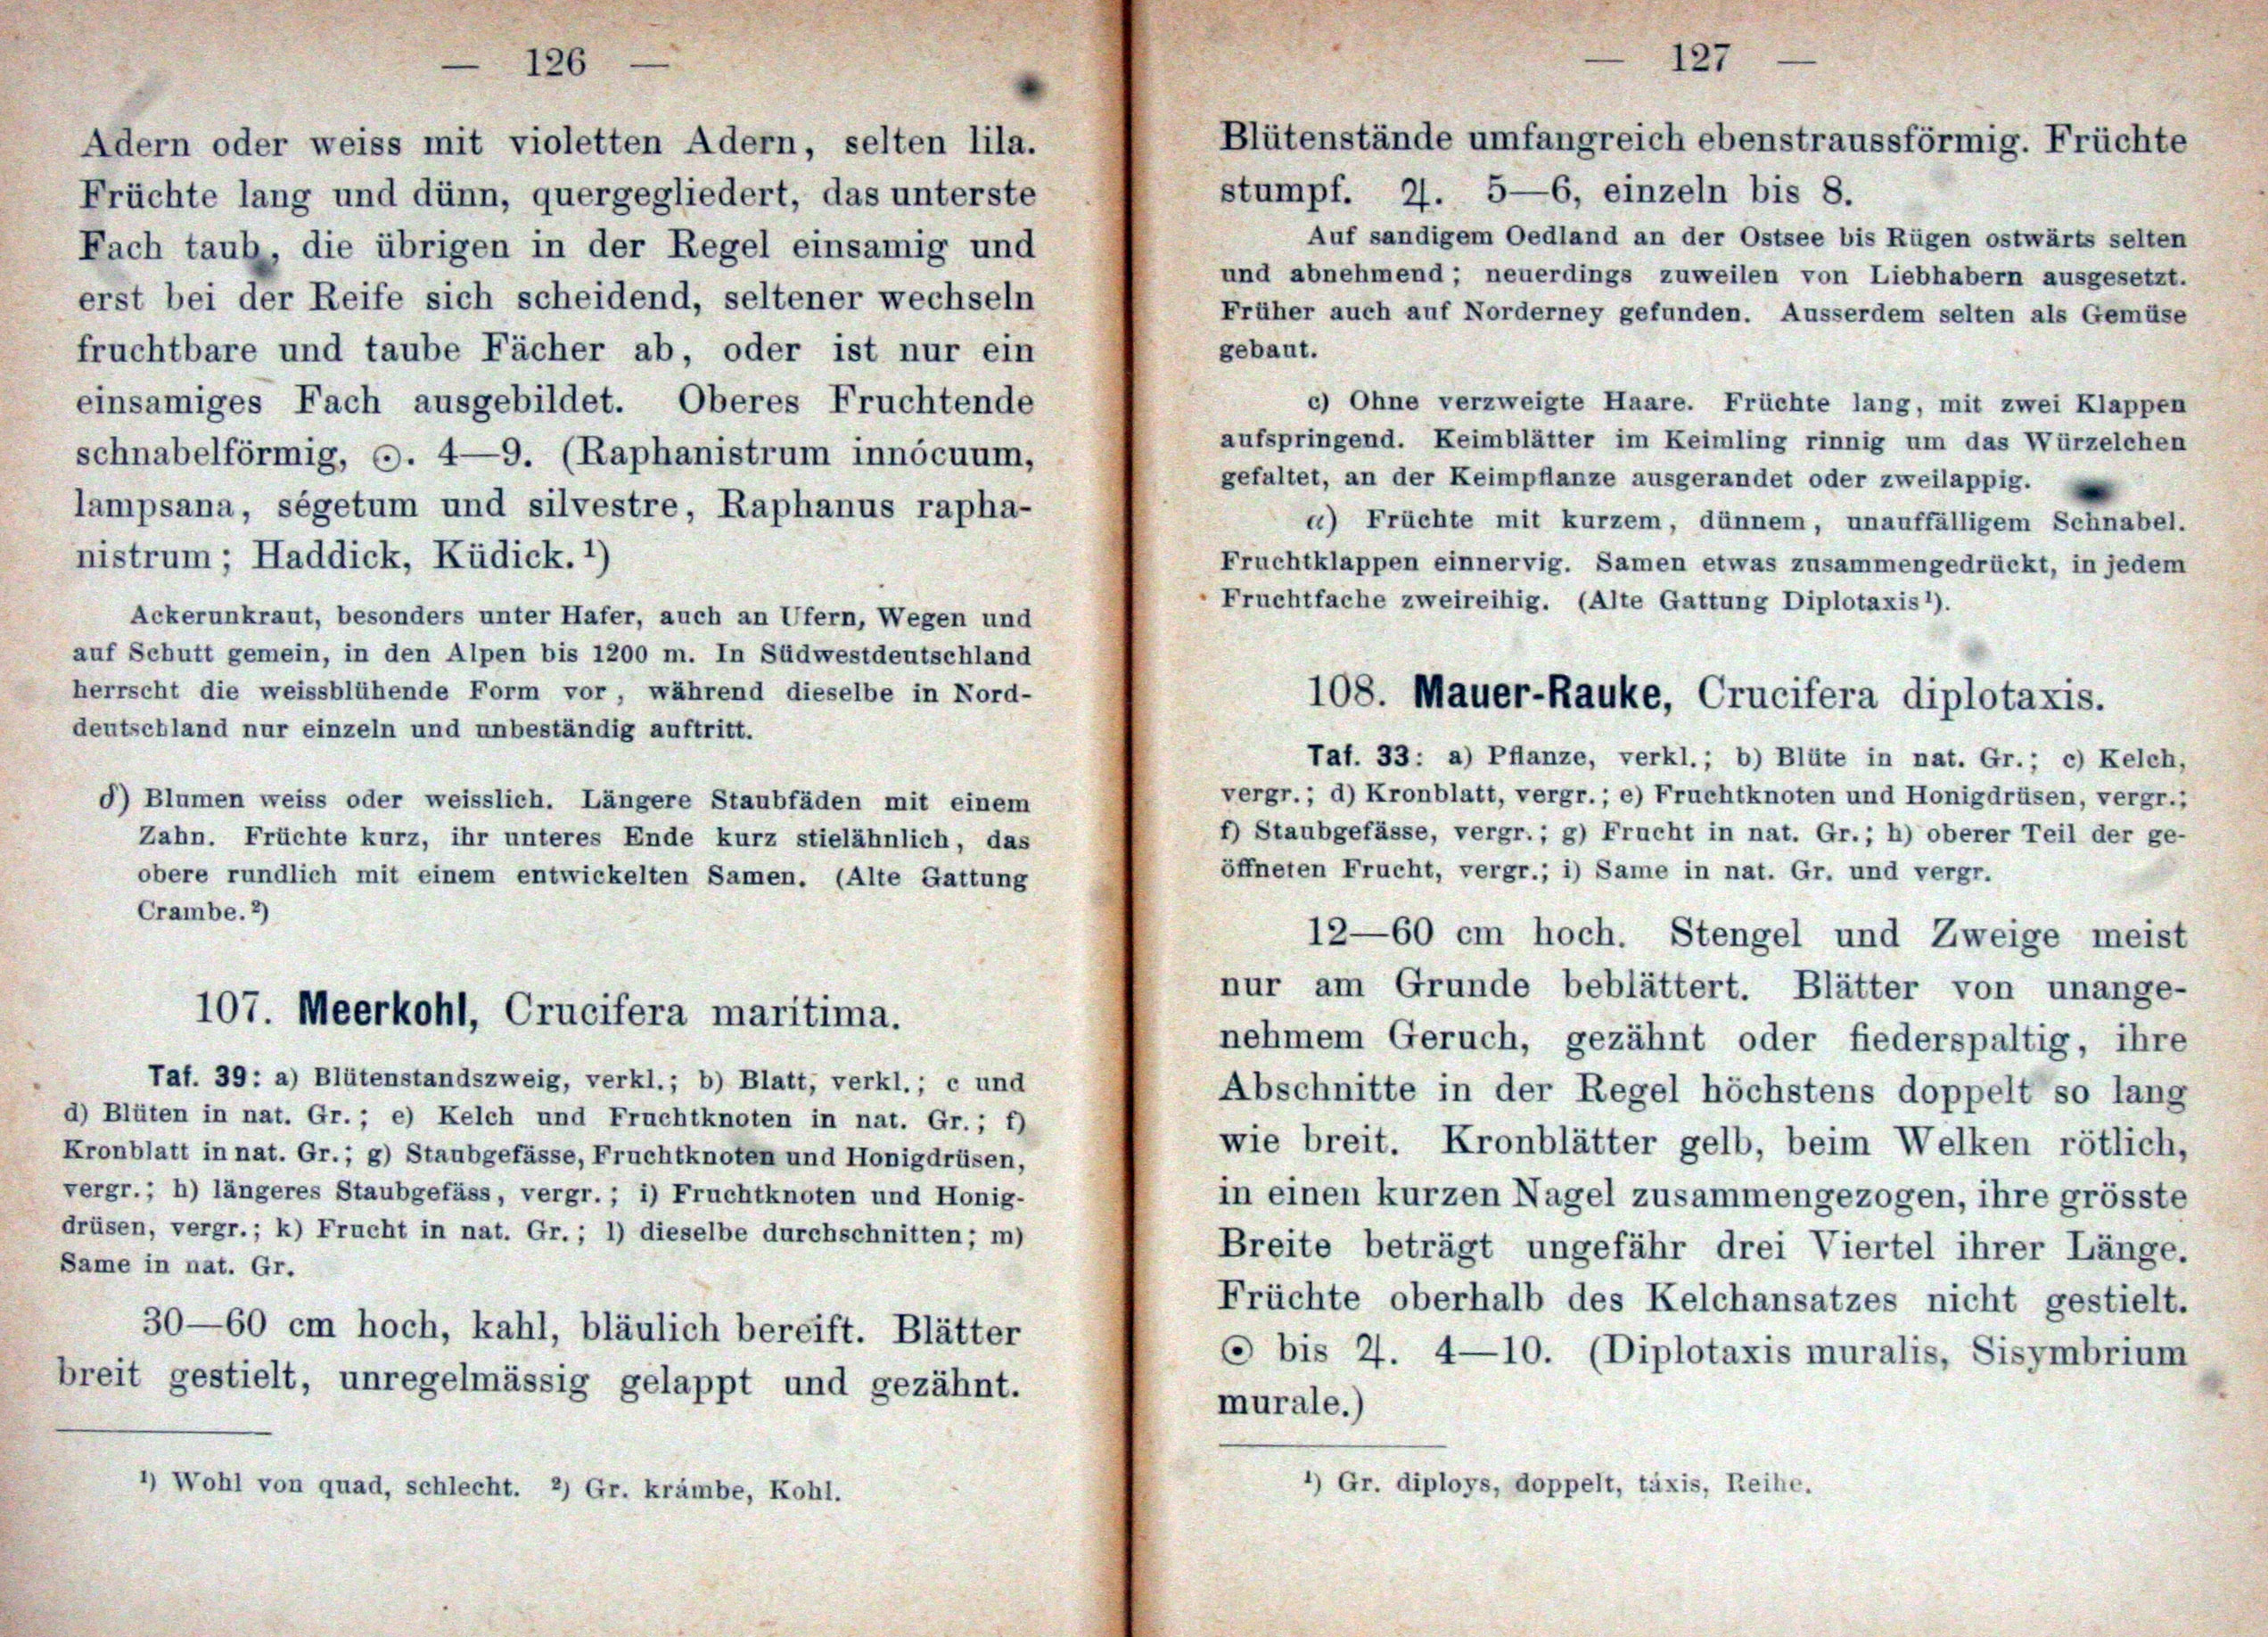 — 126 —
Adern oder weiss mit violetten Adern, selten lila.
Früchte lang und dünn, quergegliedert, das unterste
Fach taub, die übrigen in der Regel einsamig und
erst bei der Reife sich scheidend, seltener wechseln
fruchtbare und taube Fächer ab, oder ist nur ein
einsamiges Fach ausgebildet. Oberes Fruchtende
schnabelförmig, ⊙. 4—9. (Raphanistrum innócuum,
lampsana, ségetum und silvestre, Raphanus rapha-
nistrum; Haddick, Küdick.¹)
Ackerunkraut, besonders unter Hafer, auch an Ufern, Wegen und
auf Schutt gemein, in den Alpen bis 1200 m. In Südwestdeutschland
herrscht die weissblühende Form vor, während dieselbe in Nord-
deutschland nur einzeln und unbeständig auftritt.
δ) Blumen weiss oder weisslich. Längere Staubfäden mit einem
Zahn. Früchte kurz, ihr unteres Ende kurz stielähnlich, das
obere rundlich mit einem entwickelten Samen. (Alte Gattung
Crambe.²)
107. Meerkohl, Crucifera maritima.
Taf. 39: a) Blütenstandszweig, verkl.; b) Blatt, verkl.; c und
d) Blüten in nat. Gr.; e) Kelch und Fruchtknoten in nat. Gr.; f)
Kronblatt in nat. Gr.; g) Staubgefässe, Fruchtknoten und Honigdrüsen,
vergr.; h) längeres Staubgefäss, vergr.; i) Fruchtknoten und Honig-
drüsen, vergr.; k) Frucht in nat. Gr.; l) dieselbe durchschnitten; m)
Same in nat. Gr.
30—60 cm hoch, kahl, bläulich bereift. Blätter
breit gestielt, unregelmässig gelappt und gezähnt.
¹) Wohl von quad, schlecht. ²) Gr. krámbe, Kohl.
— 127 —
Blütenstände umfangreich ebenstraussförmig. Früchte
stumpf. ♃. 5—6, einzeln bis 8.
Auf sandigem Oedland an der Ostsee bis Rügen ostwärts selten
und abnehmend; neuerdings zuweilen von Liebhabern ausgesetzt.
Früher auch auf Norderney gefunden. Ausserdem selten als Gemüse
gebaut.
c) Ohne verzweigte Haare. Früchte lang, mit zwei Klappen
aufspringend. Keimblätter im Keimling rinnig um das Würzelchen
gefaltet, an der Keimpflanze ausgerandet oder zweilappig.
α) Früchte mit kurzem, dünnem, unauffälligem Schnabel.
Fruchtklappen einnervig. Samen etwas zusammengedrückt, in jedem
Fruchtfache zweireihig. (Alte Gattung Diplotaxis¹).
108. Mauer-Rauke, Crucifera diplotaxis.
Taf. 33: a) Pflanze, verkl.; b) Blüte in nat. Gr.; c) Kelch,
vergr.; d) Kronblatt, vergr.; e) Fruchtknoten und Honigdrüsen, vergr.;
f) Staubgefässe, vergr.; g) Frucht in nat. Gr.; h) oberer Teil der ge-
öffneten Frucht, vergr.; i) Same in nat. Gr. und vergr.
12—60 cm hoch. Stengel und Zweige meist
nur am Grunde beblättert. Blätter von unange-
nehmem Geruch, gezähnt oder fiederspaltig, ihre
Abschnitte in der Regel höchstens doppelt so lang
wie breit. Kronblätter gelb, beim Welken rötlich,
in einen kurzen Nagel zusammengezogen, ihre grösste
Breite beträgt ungefähr drei Viertel ihrer Länge.
Früchte oberhalb des Kelchansatzes nicht gestielt.
⊙ bis ♃. 4—10. (Diplotaxis muralis, Sisymbrium
murale.)
¹) Gr. diploys, doppelt, táxis, Reihe.